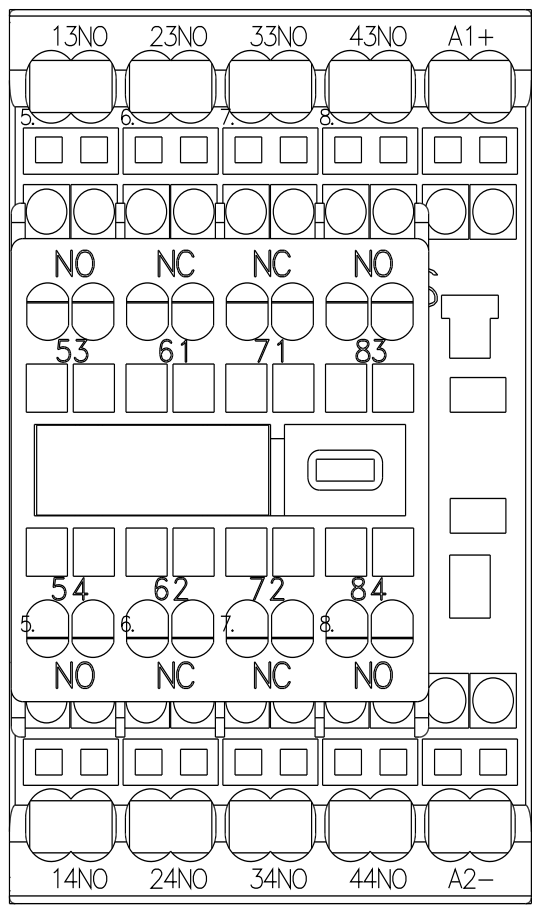 13NO 23NO 33NO 43NO A1+
5. 6. 7. 8.
NO NC NC NO
53 61 71 83
54 62 72 84
5. 6. 7. 8.
NO NC NC NO
14NO 24NO 34NO 44NO A2-